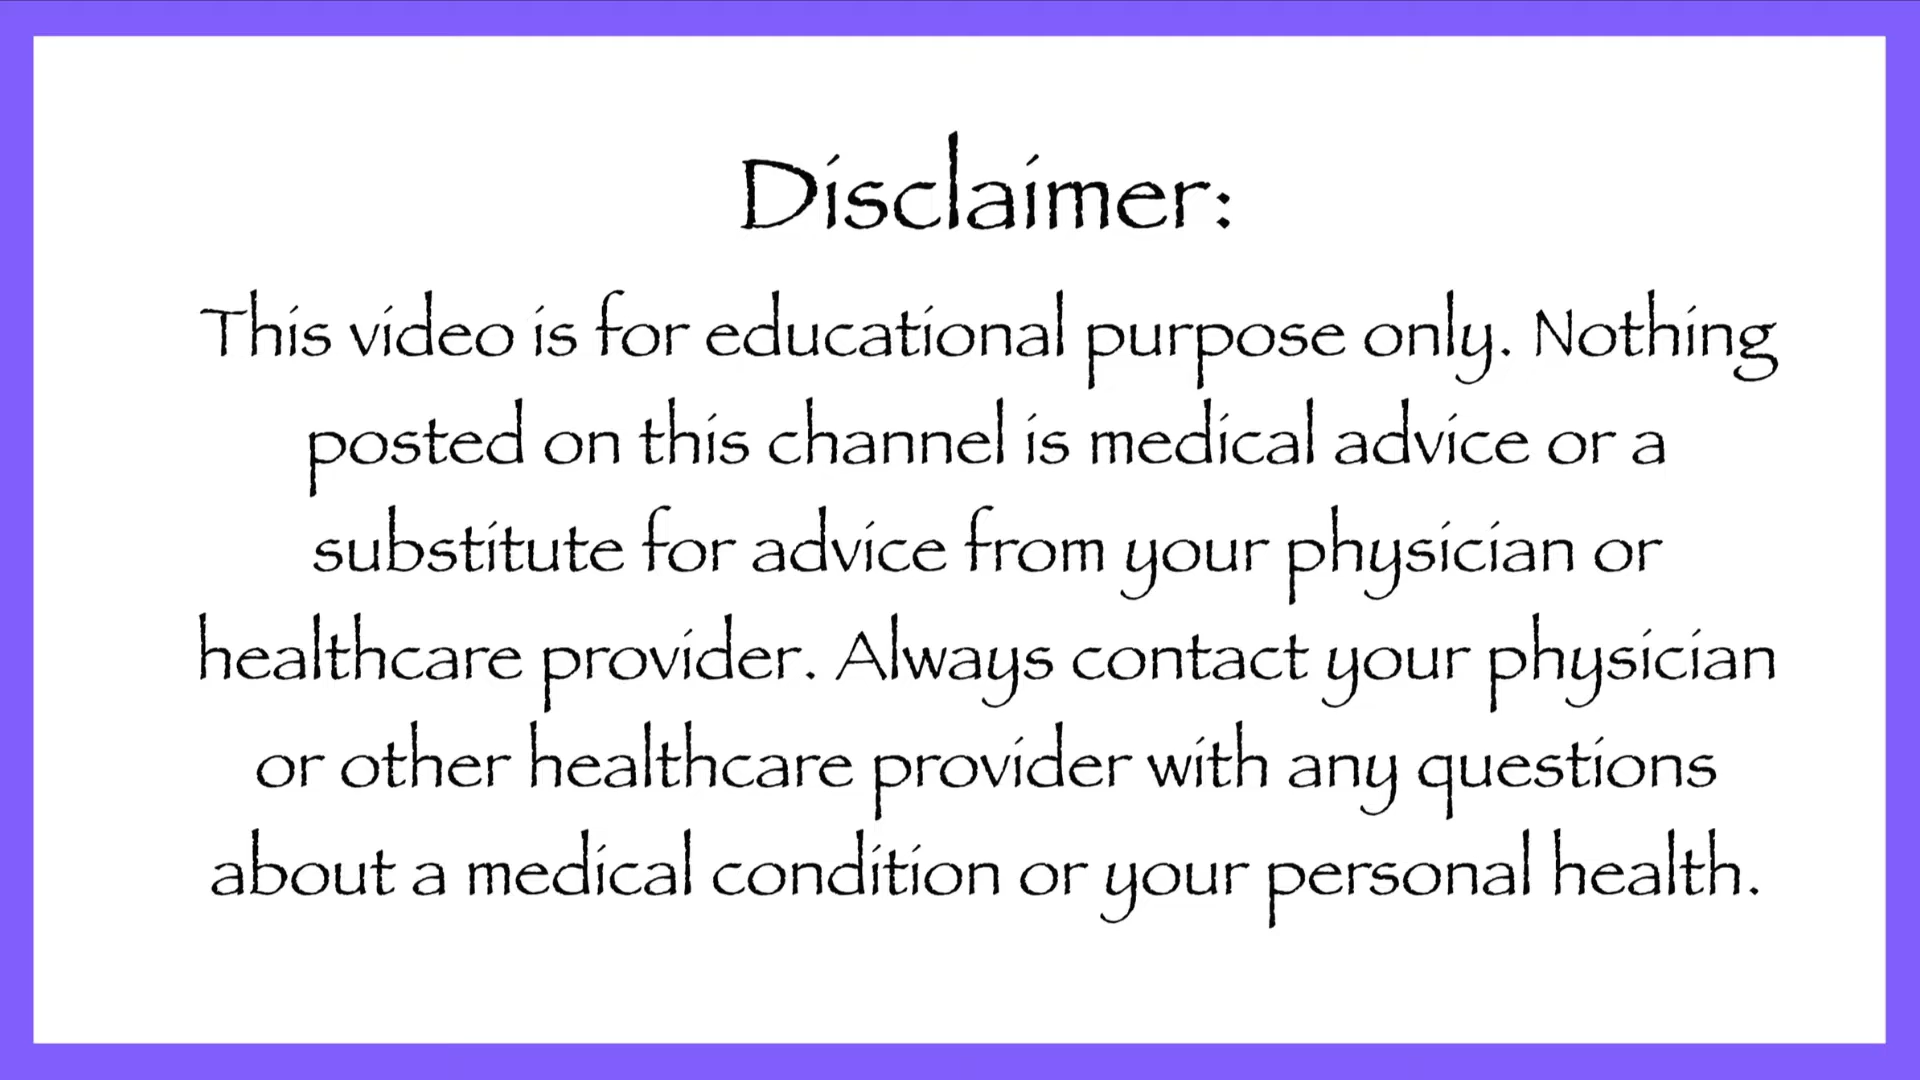 Disclaimer:
This video is for educational purpose only. Nothing
posted on this channel is medical advice or a
substitute for advice from your physician or
healthcare provider. Always contact your physician
or other healthcare provider with any questions
about a medical condition or your personal health.